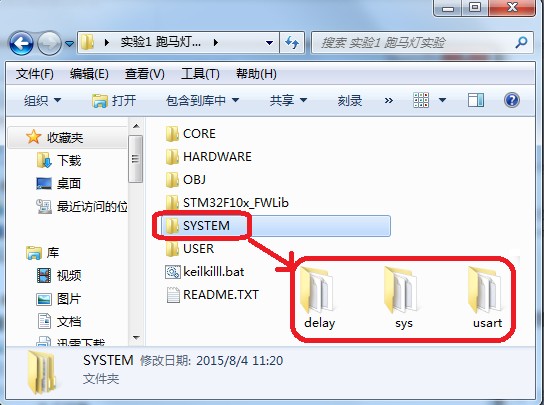 实验1 跑马灯...
搜索 实验1 跑马灯实验
文件(F) 编辑(E) 查看(V) 工具(T) 帮助(H)
组织 打开 包含到库中 共享 刻录 »
收藏夹
下载
桌面
最近访问的位
库
视频
图片
文档
迅雷下载
CORE
HARDWARE
OBJ
STM32F10x_FWLib
SYSTEM
USER
keilkilll.bat
README.TXT
delay sys usart
SYSTEM 修改日期: 2015/8/4 11:20
文件夹